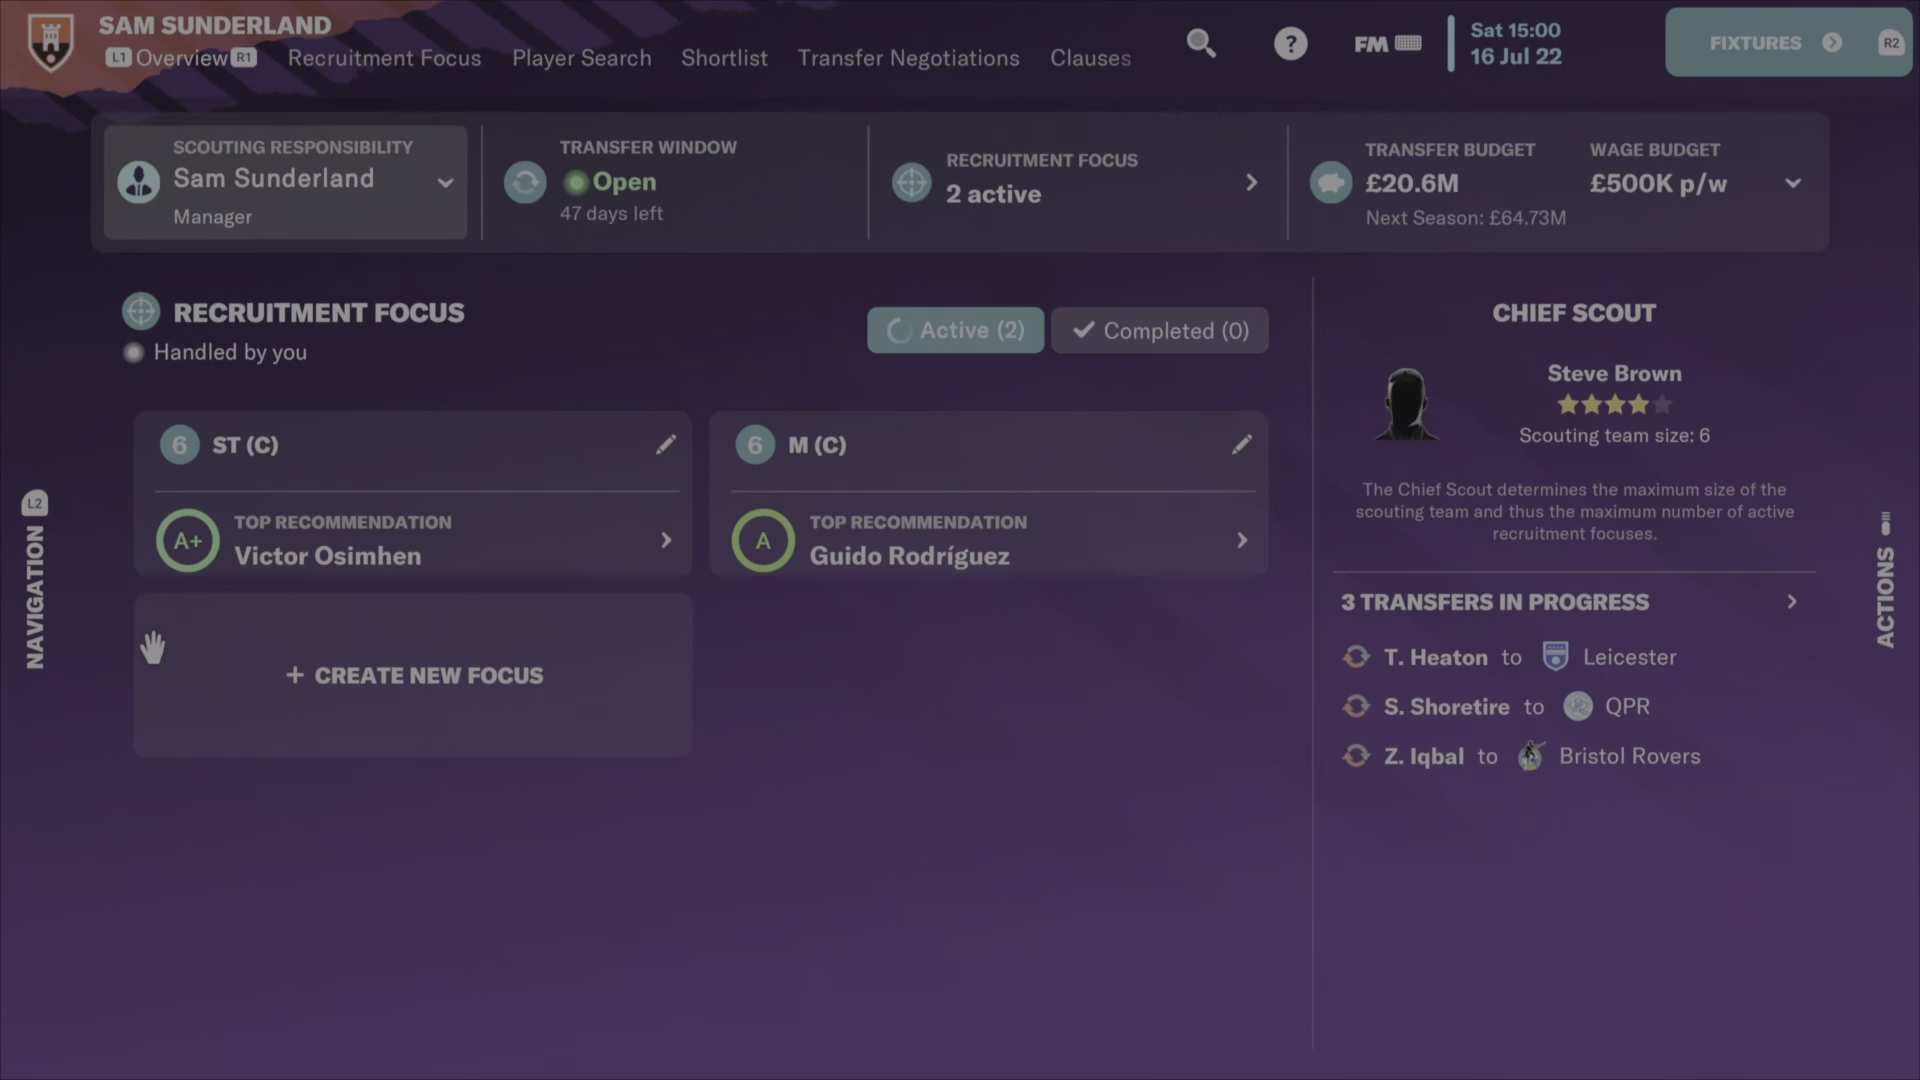 SAM SUNDERLAND
L1 Overview R1 Recruitment Focus Player Search Shortlist Transfer Negotiations Clauses
?
FM
Sat 15:00
16 Jul 22
FIXTURES R2
SCOUTING RESPONSIBILITY
Sam Sunderland
Manager
TRANSFER WINDOW
Open
47 days left
RECRUITMENT FOCUS
2 active
TRANSFER BUDGET
£20.6M
Next Season: £64.73M
WAGE BUDGET
£500K p/w
RECRUITMENT FOCUS
Handled by you
Active (2)
Completed (0)
6 ST (C)
A+
TOP RECOMMENDATION
Victor Osimhen
6 M (C)
A
TOP RECOMMENDATION
Guido Rodríguez
+ CREATE NEW FOCUS
CHIEF SCOUT
Steve Brown
Scouting team size: 6
The Chief Scout determines the maximum size of the
scouting team and thus the maximum number of active
recruitment focuses.
3 TRANSFERS IN PROGRESS
T. Heaton to Leicester
S. Shoretire to QPR
Z. Iqbal to Bristol Rovers
L2
NAVIGATION
ACTIONS